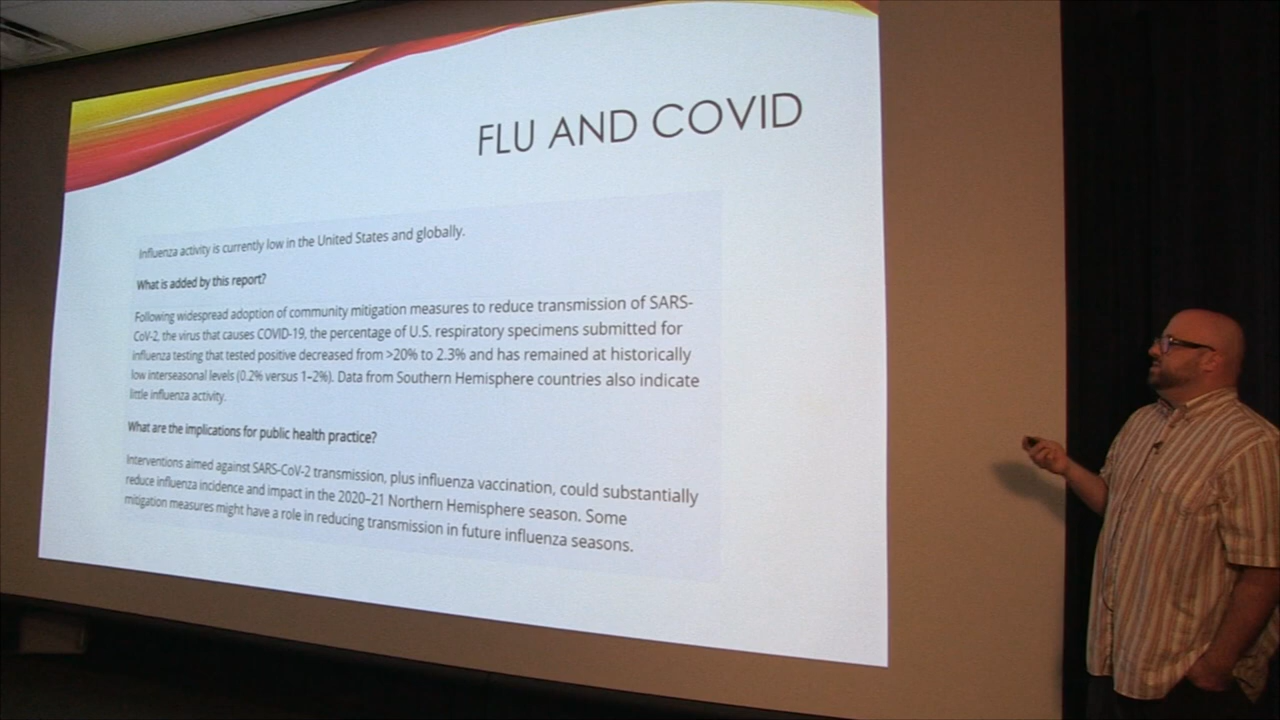 FLU AND COVID
Influenza activity is currently low in the United States and globally.
What is added by this report?
Following widespread adoption of community mitigation measures to reduce transmission of SARS-
CoV-2, the virus that causes COVID-19, the percentage of U.S. respiratory specimens submitted for
influenza testing that tested positive decreased from >20% to 2.3% and has remained at historically
low interseasonal levels (0.2% versus 1–2%). Data from Southern Hemisphere countries also indicate
little influenza activity.
What are the implications for public health practice?
Interventions aimed against SARS-CoV-2 transmission, plus influenza vaccination, could substantially
reduce influenza incidence and impact in the 2020–21 Northern Hemisphere season. Some
mitigation measures might have a role in reducing transmission in future influenza seasons.